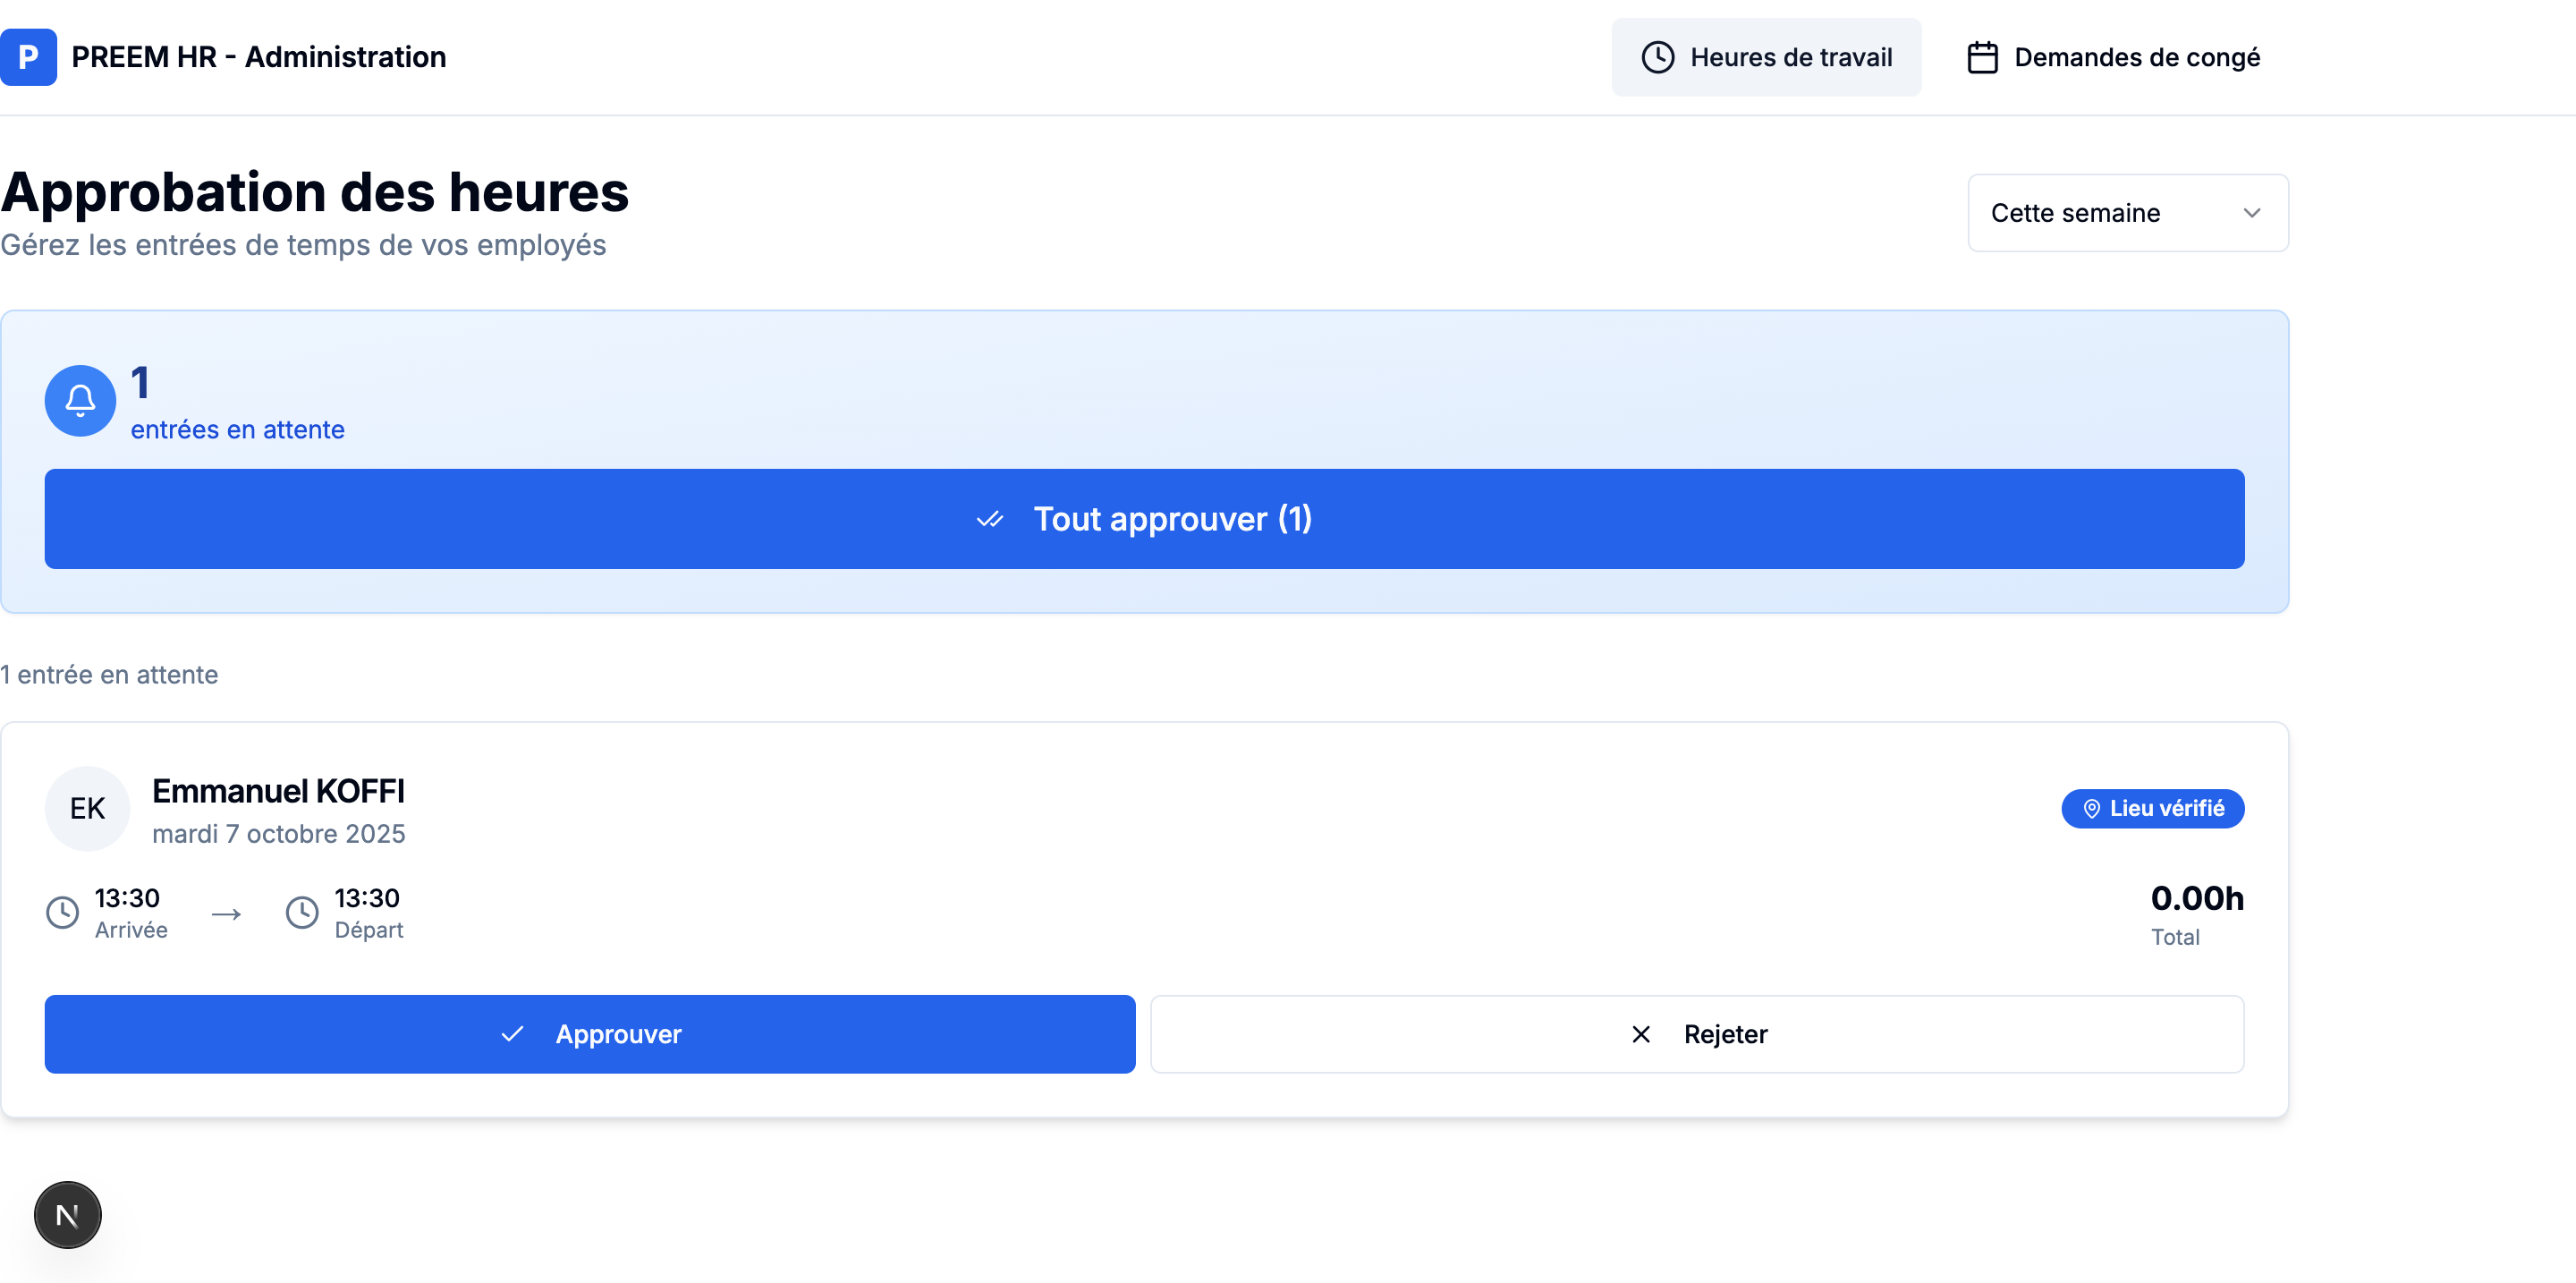 P PREEM HR - Administration
Heures de travail
Demandes de congé
Approbation des heures
Gérez les entrées de temps de vos employés
Cette semaine
1
entrées en attente
Tout approuver (1)
1 entrée en attente
EK
Emmanuel KOFFI
mardi 7 octobre 2025
Lieu vérifié
13:30
Arrivée
→
13:30
Départ
0.00h
Total
Approuver
Rejeter
N